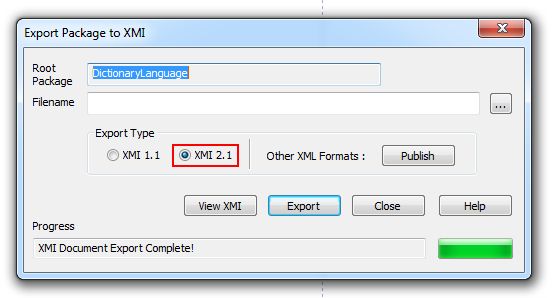 Export Package to XMI
Root Package
DictionaryLanguage
Filename
...
Export Type
XMI 1.1
XMI 2.1
Other XML Formats :
Publish
View XMI
Export
Close
Help
Progress
XMI Document Export Complete!